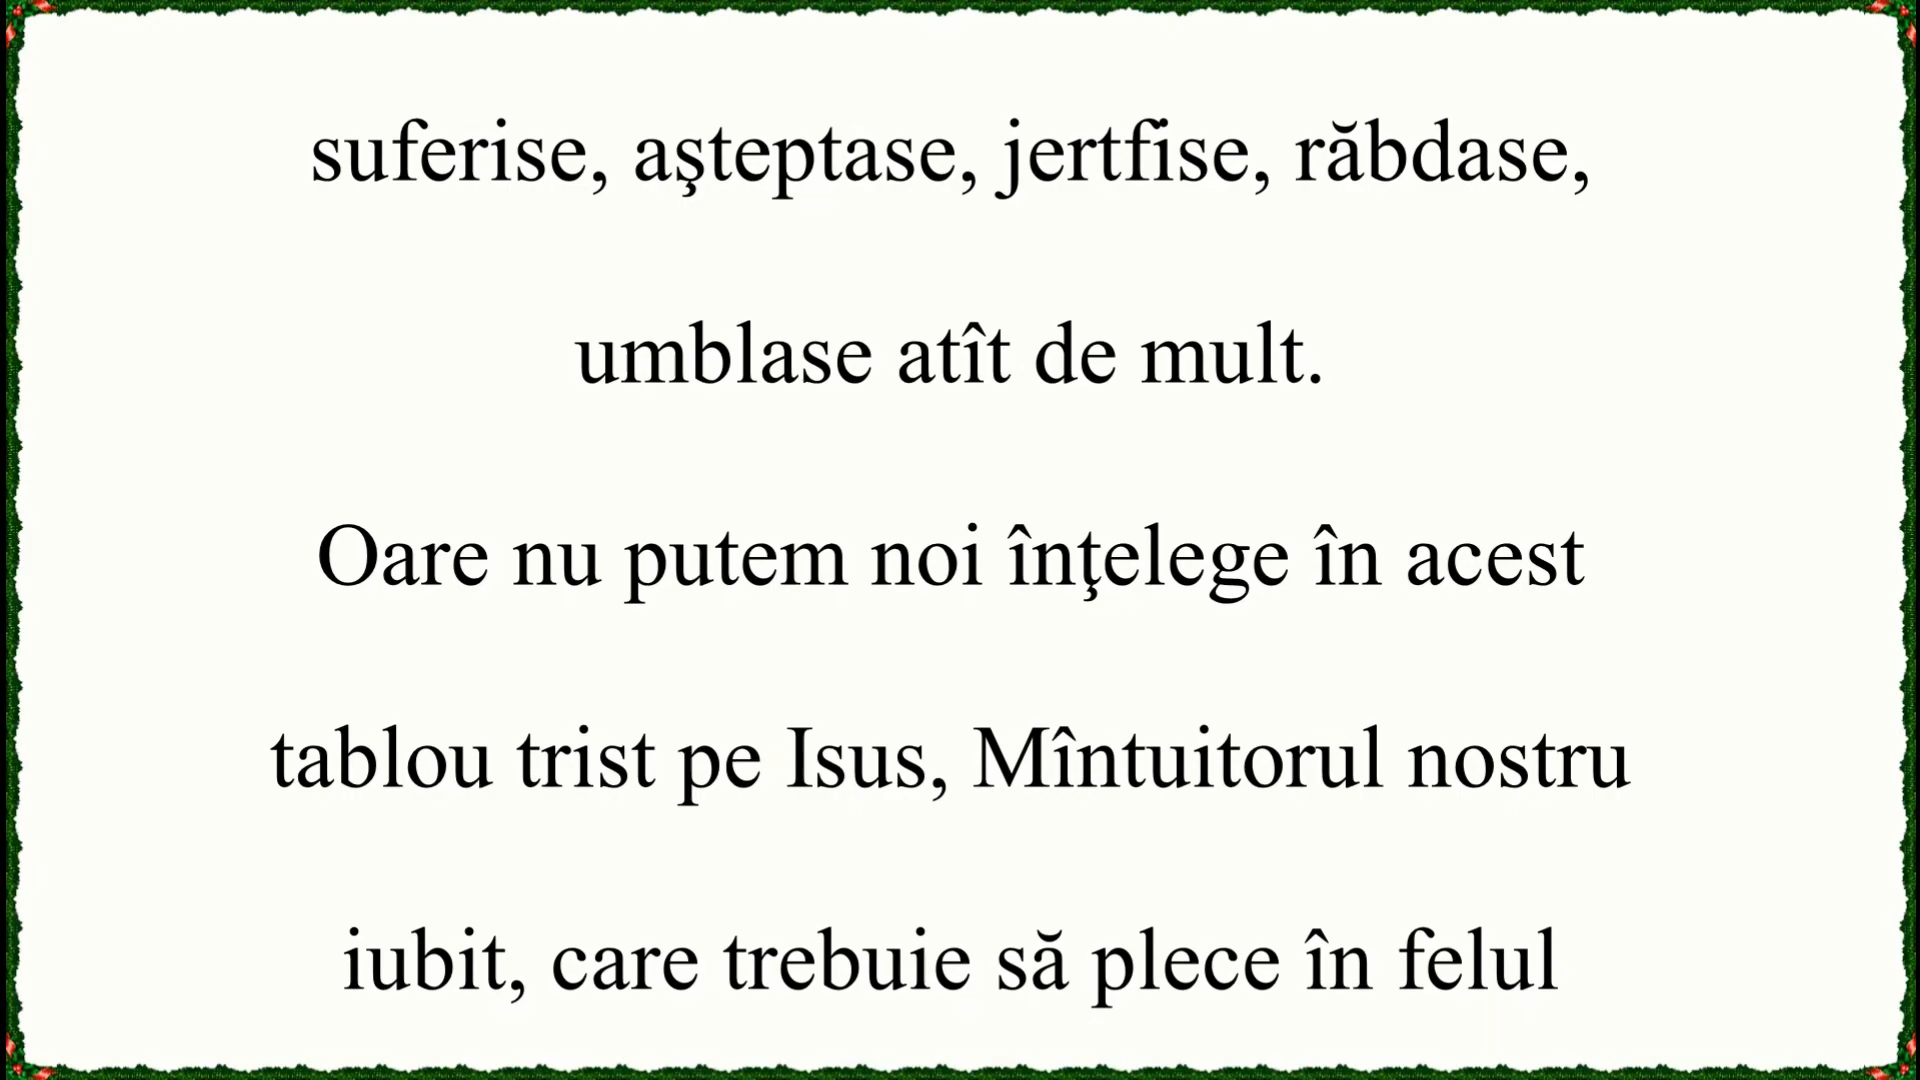 suferise, aşteptase, jertfise, răbdase,
umblase atît de mult.
Oare nu putem noi înţelege în acest
tablou trist pe Isus, Mîntuitorul nostru
iubit, care trebuie să plece în felul